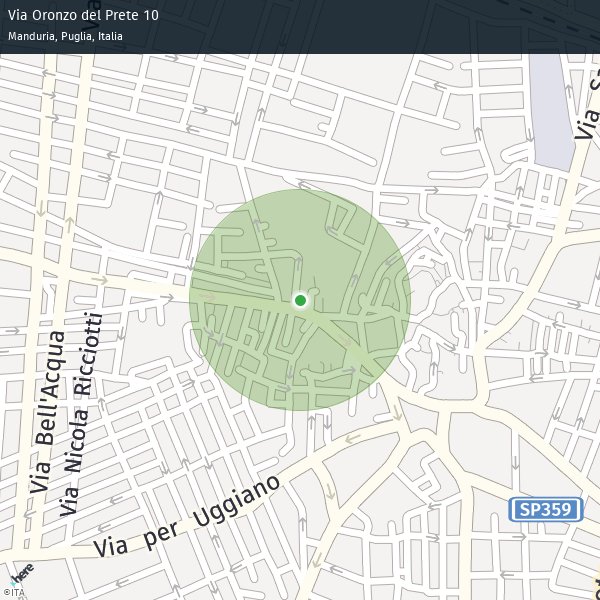 Via Oronzo del Prete 10
Manduria, Puglia, Italia
Via Sa
Via Bell'Acqua
Via Nicola Ricciotti
Via per Uggiano
SP359
here
©ITA